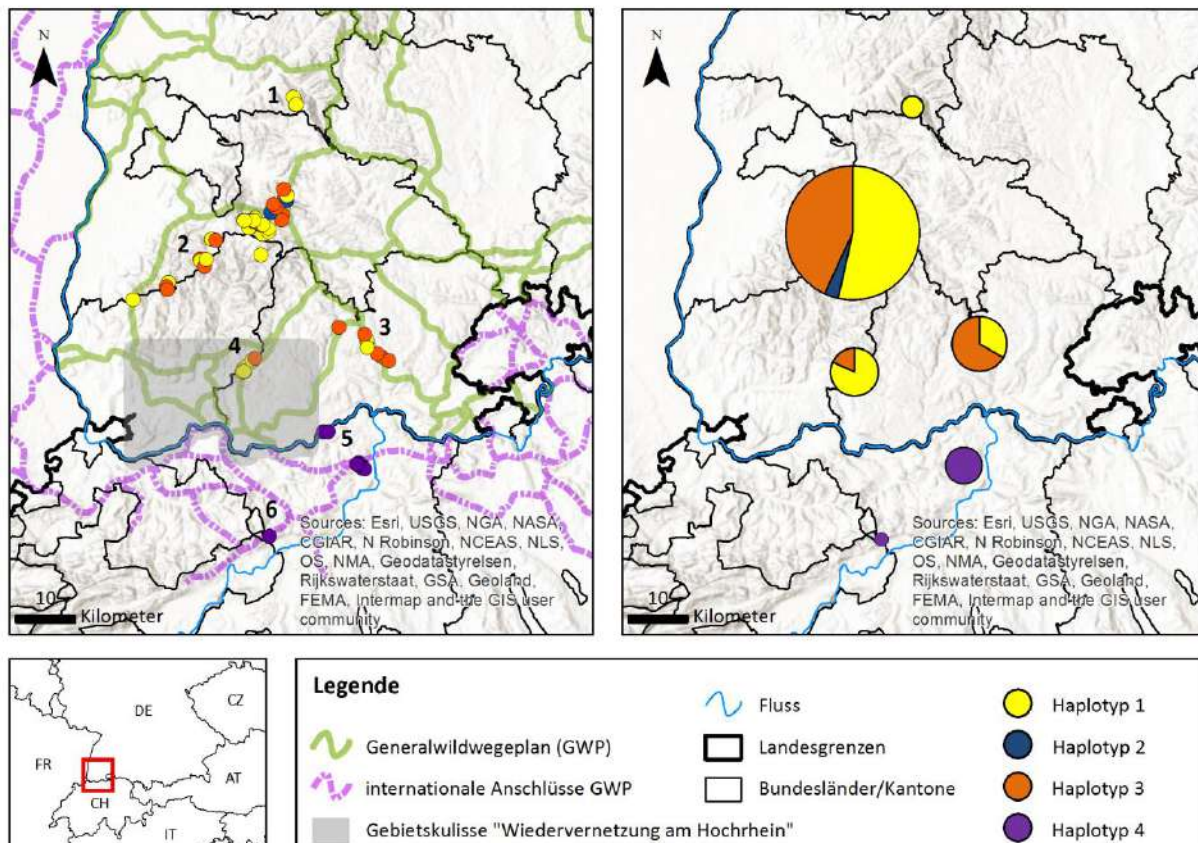 N
1
2
3
4
5
6
Sources: Esri, USGS, NGA, NASA,
CGIAR, N Robinson, NCEAS, NLS,
OS, NMA, Geodatastyrelsen,
Rijkswaterstaat, GSA, Geoland,
FEMA, Intermap and the GIS user
community
10
Kilometer
N
Sources: Esri, USGS, NGA, NASA,
CGIAR, N Robinson, NCEAS, NLS,
OS, NMA, Geodatastyrelsen,
Rijkswaterstaat, GSA, Geoland,
FEMA, Intermap and the GIS user
community
10
Kilometer
DE
CZ
FR
AT
CH
IT
Legende
Generalwildwegeplan (GWP)
internationale Anschlüsse GWP
Gebietskulisse "Wiedervernetzung am Hochrhein"
Fluss
Landesgrenzen
Bundesländer/Kantone
Haplotyp 1
Haplotyp 2
Haplotyp 3
Haplotyp 4